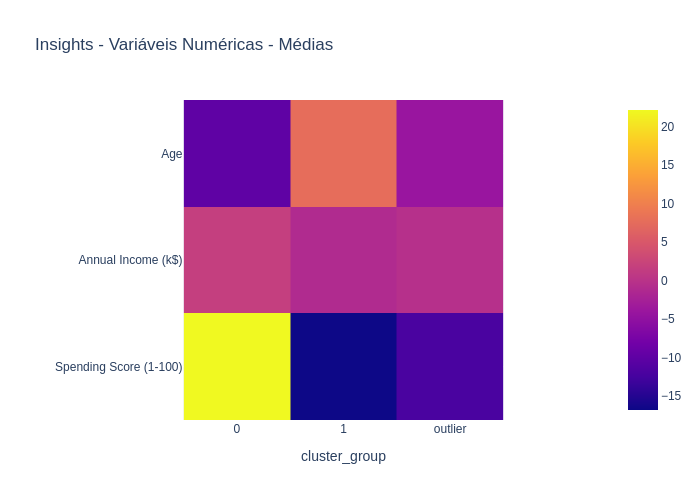 Insights - Variáveis Numéricas - Médias
Age
Annual Income (k$)
Spending Score (1-100)
0
1
outlier
cluster_group
20
15
10
5
0
−5
−10
−15